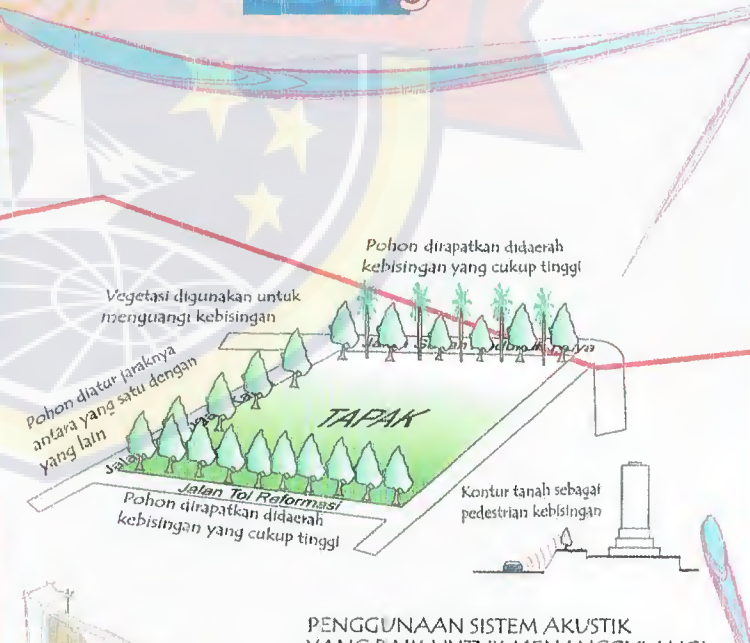 Pohon dirapatkan didaerah
kebisingan yang cukup tinggi
Vegetasi digunakan untuk
menguangi kebisingan
Pohon diatur jaraknya
antara yang satu dengan
yang lain
TAPAK
Jalan Tol Reformasi
Pohon dirapatkan didaerah
kebisingan yang cukup tinggi
Kontur tanah sebagai
pedestrian kebisingan
PENGGUNAAN SISTEM AKUSTIK